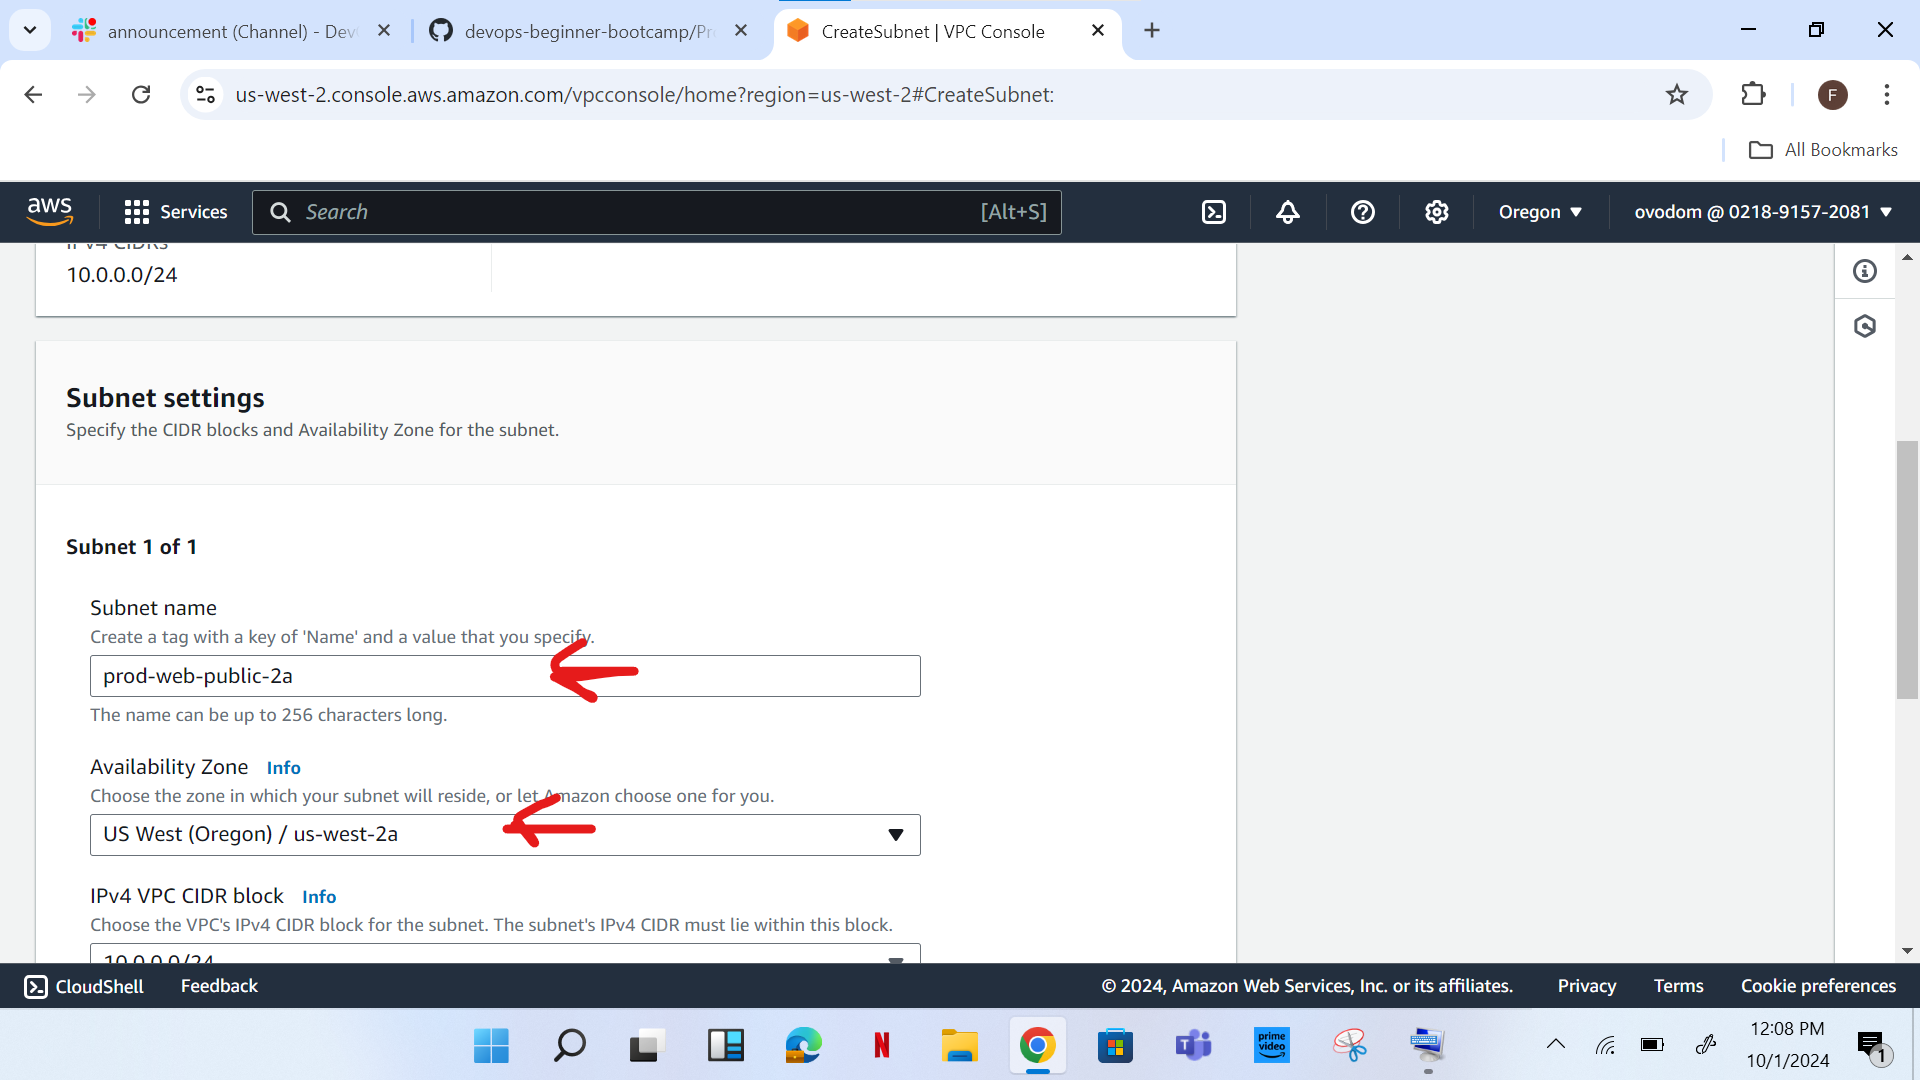 announcement (Channel) - Dev
devops-beginner-bootcamp/Pr
CreateSubnet | VPC Console
us-west-2.console.aws.amazon.com/vpcconsole/home?region=us-west-2#CreateSubnet:
F
All Bookmarks
aws
Services
Search
[Alt+S]
Oregon
ovodom @ 0218-9157-2081
IPv4 CIDRs
10.0.0.0/24
Subnet settings
Specify the CIDR blocks and Availability Zone for the subnet.
Subnet 1 of 1
Subnet name
Create a tag with a key of 'Name' and a value that you specify.
prod-web-public-2a
The name can be up to 256 characters long.
Availability Zone Info
Choose the zone in which your subnet will reside, or let Amazon choose one for you.
US West (Oregon) / us-west-2a
IPv4 VPC CIDR block Info
Choose the VPC's IPv4 CIDR block for the subnet. The subnet's IPv4 CIDR must lie within this block.
10.0.0.0/24
CloudShell
Feedback
© 2024, Amazon Web Services, Inc. or its affiliates.
Privacy
Terms
Cookie preferences
N
T
prime video
12:08 PM
10/1/2024
1